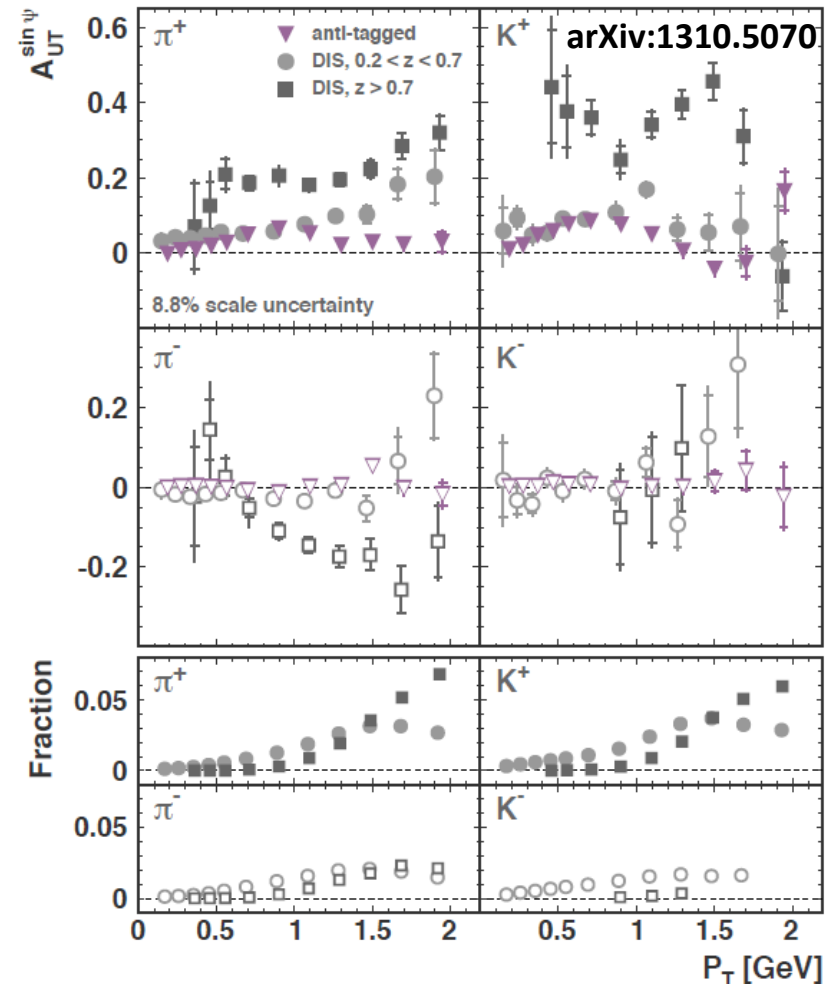 A_UT^sin ψ
π+
anti-tagged
DIS, 0.2 < z < 0.7
DIS, z > 0.7
K+
arXiv:1310.5070
0.6
0.4
0.2
0
8.8% scale uncertainty
π-
K-
0.2
0
-0.2
Fraction
π+
K+
0.05
0
π-
K-
0.05
0
0 0.5 1 1.5 2 0.5 1 1.5 2
P_T [GeV]